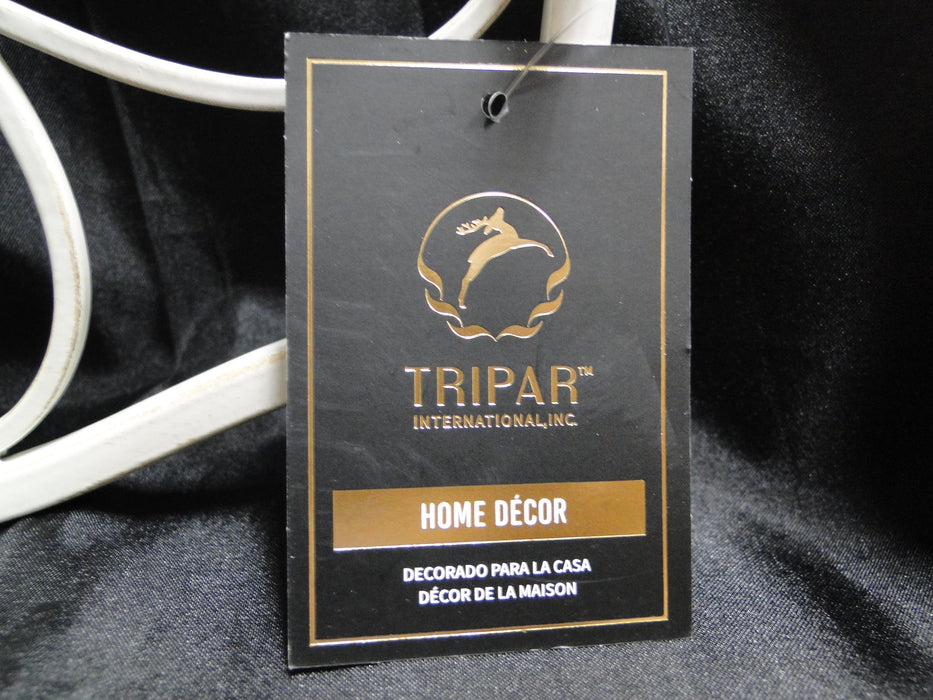 TRIPAR™
INTERNATIONAL, INC.
HOME DÉCOR
DECORADO PARA LA CASA
DÉCOR DE LA MAISON